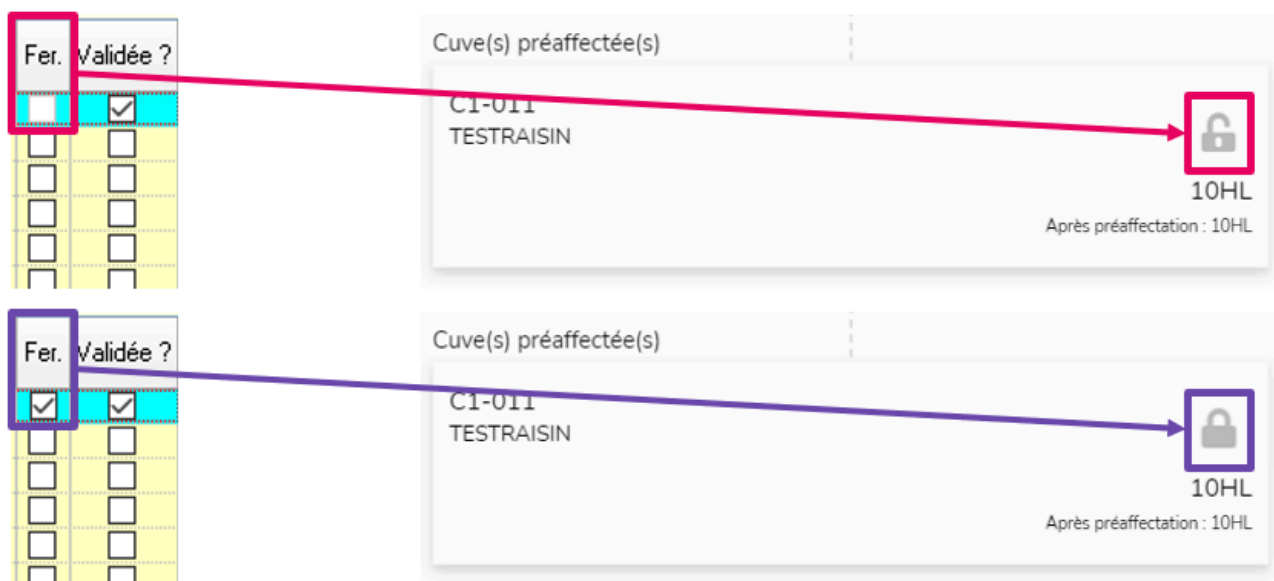 Fer. Validée ?
Cuve(s) préaffectée(s)
C1-011
TESTRAISIN
10HL
Après préaffectation : 10HL
Fer. Validée ?
Cuve(s) préaffectée(s)
C1-011
TESTRAISIN
10HL
Après préaffectation : 10HL